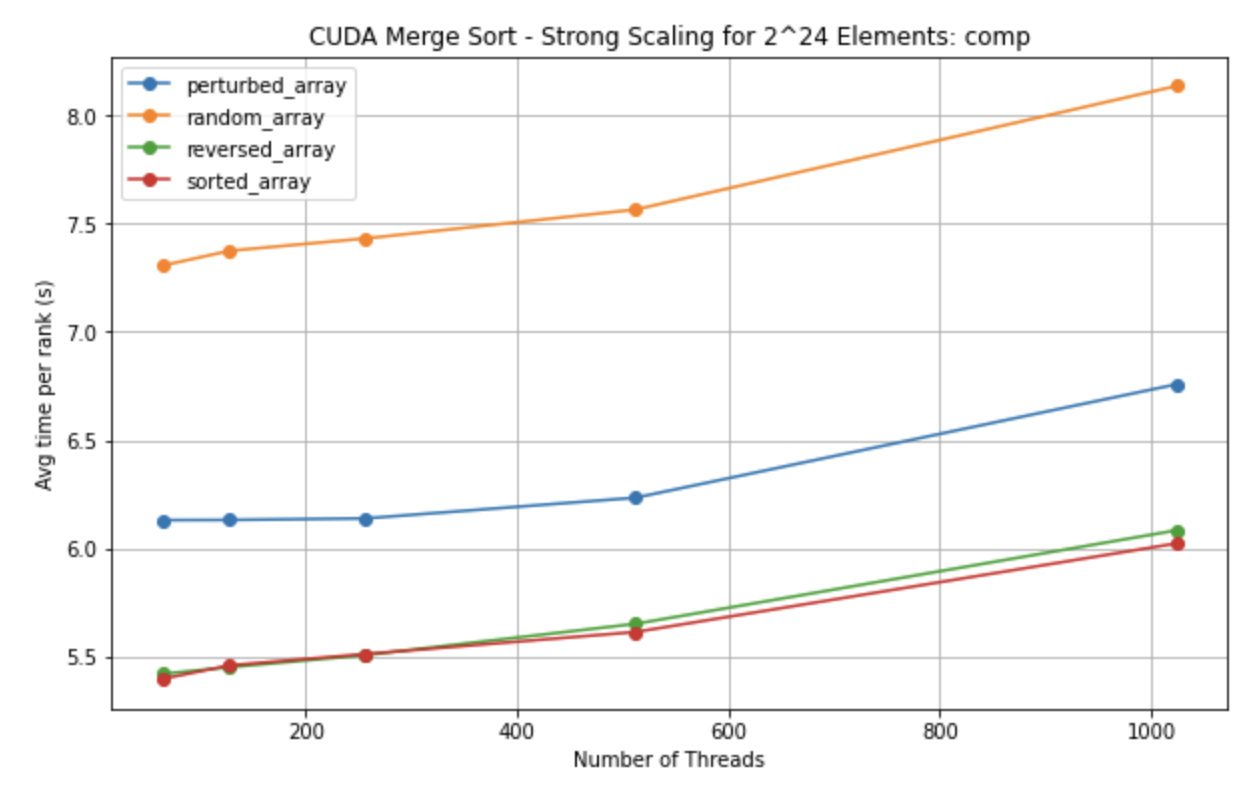 CUDA Merge Sort - Strong Scaling for 2^24 Elements: comp
perturbed_array
random_array
reversed_array
sorted_array
Avg time per rank (s)
8.0
7.5
7.0
6.5
6.0
5.5
200 400 600 800 1000
Number of Threads